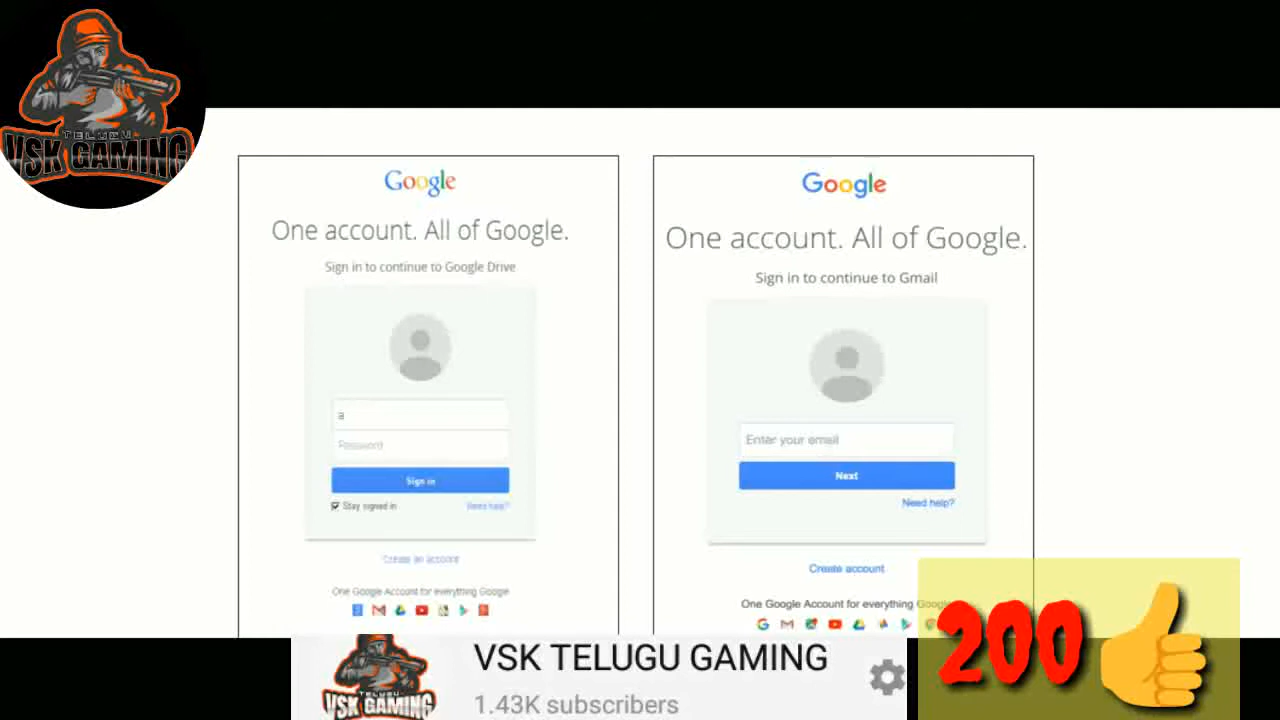 TELUGU
VSK GAMING
Google
One account. All of Google.
Sign in to continue to Google Drive
a
Password
Sign in
Stay signed in
Need help?
Create an account
One Google Account for everything Google
Google
One account. All of Google.
Sign in to continue to Gmail
Enter your email
Next
Need help?
Create account
One Google Account for everything Google
200
TELUGU
VSK GAMING
VSK TELUGU GAMING
1.43K subscribers